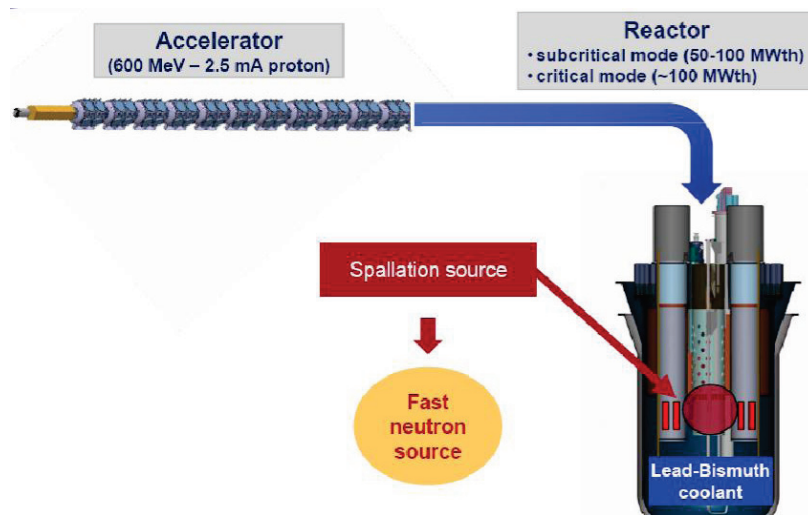 Accelerator
(600 MeV – 2.5 mA proton)
Reactor
• subcritical mode (50-100 MWth)
• critical mode (~100 MWth)
Spallation source
Fast
neutron
source
Lead-Bismuth
coolant